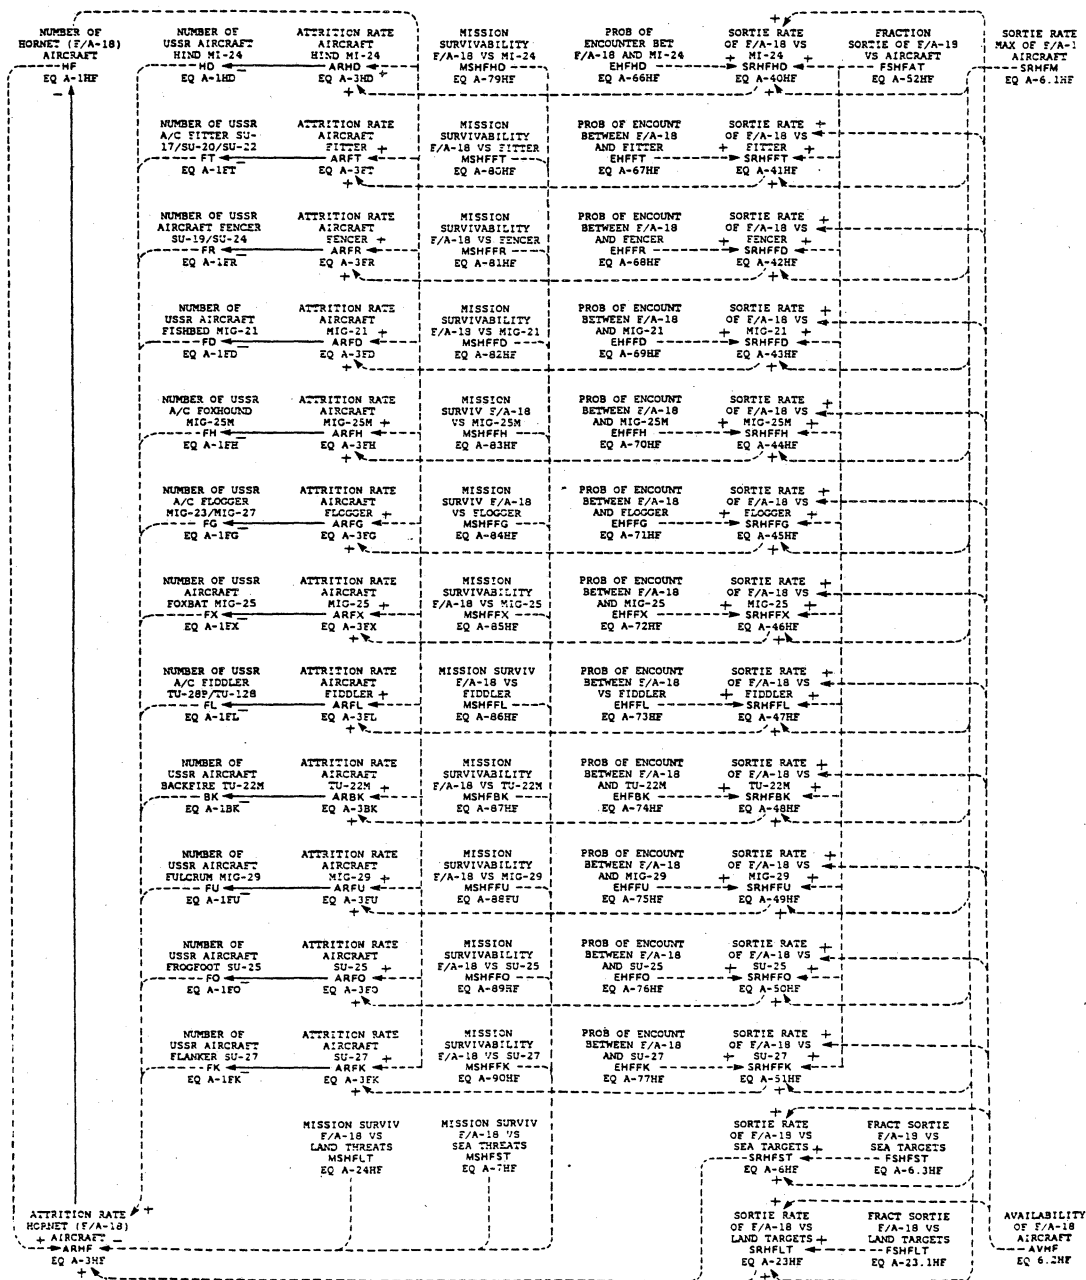 NUMBER OF
HORNET (F/A-18)
AIRCRAFT
HF
EQ A-1HF
NUMBER OF
USSR AIRCRAFT
HIND MI-24
HD
EQ A-1HD
ATTRITION RATE
AIRCRAFT
HIND MI-24
ARHD
EQ A-3HD
MISSION
SURVIVABILITY
F/A-18 VS MI-24
MSHFHD
EQ A-79HF
PROB OF
ENCOUNTER BET
F/A-18 AND MI-24
EHFHD
EQ A-66HF
SORTIE RATE
OF F/A-18 VS
MI-24
SRHFHD
EQ A-40HF
FRACTION
SORTIE OF F/A-18
VS AIRCRAFT
FSHFAT
EQ A-52HF
SORTIE RATE
MAX OF F/A-1
AIRCRAFT
SRHFM
EQ A-6.1HF
NUMBER OF USSR
A/C FITTER SU-
17/SU-20/SU-22
FT
EQ A-1FT
ATTRITION RATE
AIRCRAFT
FITTER
ARFT
EQ A-3FT
MISSION
SURVIVABILITY
F/A-18 VS FITTER
MSHFFT
EQ A-80HF
PROB OF ENCOUNT
BETWEEN F/A-18
AND FITTER
EHFFT
EQ A-67HF
SORTIE RATE
OF F/A-18 VS
FITTER
SRHFFT
EQ A-41HF
NUMBER OF USSR
AIRCRAFT FENCER
SU-19/SU-24
FR
EQ A-1FR
ATTRITION RATE
AIRCRAFT
FENCER
ARFR
EQ A-3FR
MISSION
SURVIVABILITY
F/A-18 VS FENCER
MSHFFR
EQ A-81HF
PROB OF ENCOUNT
BETWEEN F/A-18
AND FENCER
EHFFR
EQ A-68HF
SORTIE RATE
OF F/A-18 VS
FENCER
SRHFFD
EQ A-42HF
NUMBER OF
USSR AIRCRAFT
FISHBED MIG-21
FD
EQ A-1FD
ATTRITION RATE
AIRCRAFT
MIG-21
ARFD
EQ A-3FD
MISSION
SURVIVABILITY
F/A-18 VS MIG-21
MSHFFD
EQ A-82HF
PROB OF ENCOUNT
BETWEEN F/A-18
AND MIG-21
EHFFD
EQ A-69HF
SORTIE RATE
OF F/A-18 VS
MIG-21
SRHFFD
EQ A-43HF
NUMBER OF USSR
A/C FOXHOUND
MIG-25M
FH
EQ A-1FH
ATTRITION RATE
AIRCRAFT
MIG-25M
ARFH
EQ A-3FH
MISSION
SURVIV F/A-18
VS MIG-25M
MSHFFH
EQ A-83HF
PROB OF ENCOUNT
BETWEEN F/A-18
AND MIG-25M
EHFFH
EQ A-70HF
SORTIE RATE
OF F/A-18 VS
MIG-25M
SRHFFH
EQ A-44HF
NUMBER OF USSR
A/C FLOGGER
MIG-23/MIG-27
FG
EQ A-1FG
ATTRITION RATE
AIRCRAFT
FLOGGER
ARFG
EQ A-3FG
MISSION
SURVIV F/A-18
VS FLOGGER
MSHFFG
EQ A-84HF
PROB OF ENCOUNT
BETWEEN F/A-18
AND FLOGGER
EHFFG
EQ A-71HF
SORTIE RATE
OF F/A-18 VS
FLOGGER
SRHFFG
EQ A-45HF
NUMBER OF USSR
AIRCRAFT
FOXBAT MIG-25
FX
EQ A-1FX
ATTRITION RATE
AIRCRAFT
MIG-25
ARFX
EQ A-3FX
MISSION
SURVIVABILITY
F/A-18 VS MIG-25
MSHFFX
EQ A-85HF
PROB OF ENCOUNT
BETWEEN F/A-18
AND MIG-25
EHFFX
EQ A-72HF
SORTIE RATE
OF F/A-18 VS
MIG-25
SRHFFX
EQ A-46HF
NUMBER OF USSR
A/C FIDDLER
TU-28P/TU-128
FL
EQ A-1FL
ATTRITION RATE
AIRCRAFT
FIDDLER
ARFL
EQ A-3FL
MISSION SURVIV
F/A-18 VS
FIDDLER
MSHFFL
EQ A-86HF
PROB OF ENCOUNT
BETWEEN F/A-18
VS FIDDLER
EHFFL
EQ A-73HF
SORTIE RATE
OF F/A-18 VS
FIDDLER
SRHFFL
EQ A-47HF
NUMBER OF
USSR AIRCRAFT
BACKFIRE TU-22M
BK
EQ A-1BK
ATTRITION RATE
AIRCRAFT
TU-22M
ARBK
EQ A-3BK
MISSION
SURVIVABILITY
F/A-18 VS TU-22M
MSHFBK
EQ A-87HF
PROB OF ENCOUNT
BETWEEN F/A-18
AND TU-22M
EHFBK
EQ A-74HF
SORTIE RATE
OF F/A-18 VS
TU-22M
SRHFBK
EQ A-48HF
NUMBER OF
USSR AIRCRAFT
FULCRUM MIG-29
FU
EQ A-1FU
ATTRITION RATE
AIRCRAFT
MIG-29
ARFU
EQ A-3FU
MISSION
SURVIVABILITY
F/A-18 VS MIG-29
MSHFFU
EQ A-88FU
PROB OF ENCOUNT
BETWEEN F/A-18
AND MIG-29
EHFFU
EQ A-75HF
SORTIE RATE
OF F/A-18 VS
MIG-29
SRHFFU
EQ A-49HF
NUMBER OF
USSR AIRCRAFT
FROGFOOT SU-25
FO
EQ A-1FO
ATTRITION RATE
AIRCRAFT
SU-25
ARFO
EQ A-3FO
MISSION
SURVIVABILITY
F/A-18 VS SU-25
MSHFFO
EQ A-89HF
PROB OF ENCOUNT
BETWEEN F/A-18
AND SU-25
EHFFO
EQ A-76HF
SORTIE RATE
OF F/A-18 VS
SU-25
SRHFFO
EQ A-50HF
NUMBER OF
USSR AIRCRAFT
FLANKER SU-27
FK
EQ A-1FK
ATTRITION RATE
AIRCRAFT
SU-27
ARFK
EQ A-3FK
MISSION
SURVIVABILITY
F/A-18 VS SU-27
MSHFFK
EQ A-90HF
PROB OF ENCOUNT
BETWEEN F/A-18
AND SU-27
EHFFK
EQ A-77HF
SORTIE RATE
OF F/A-18 VS
SU-27
SRHFFK
EQ A-51HF
MISSION SURVIV
F/A-18 VS
LAND THREATS
MSHFLT
EQ A-24HF
MISSION SURVIV
F/A-18 VS
SEA THREATS
MSHFST
EQ A-7HF
SORTIE RATE
OF F/A-18 VS
SEA TARGETS
SRHFST
EQ A-6HF
FRACT SORTIE
F/A-18 VS
SEA TARGETS
FSHFST
EQ A-6.3HF
ATTRITION RATE
HORNET (F/A-18)
AIRCRAFT
ARHF
EQ A-3HF
SORTIE RATE
OF F/A-18 VS
LAND TARGETS
SRHFLT
EQ A-23HF
FRACT SORTIE
F/A-18 VS
LAND TARGETS
FSHFLT
EQ A-23.1HF
AVAILABILITY
OF F/A-18
AIRCRAFT
AVHF
EQ 6.2HF